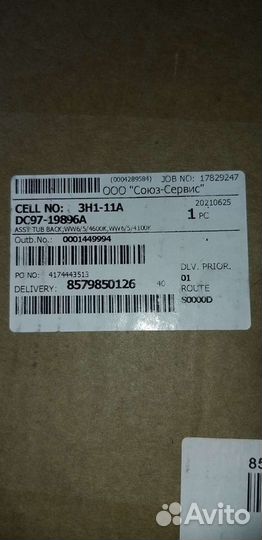 (0004289584) JOB NO: 17829247
ООО "Союз-Сервис"
CELL NO: 3H1-11A 20210625
DC97-19896A 1 PC
ASSY TUB BACK;WW6/5/4600K,WW6/5/4100K
Outb.No.: 0001449994
PO NO: 4174443513 DLV. PRIOR.
DELIVERY: 8579850126 40 01
ROUTE
S0000D
85
Avito